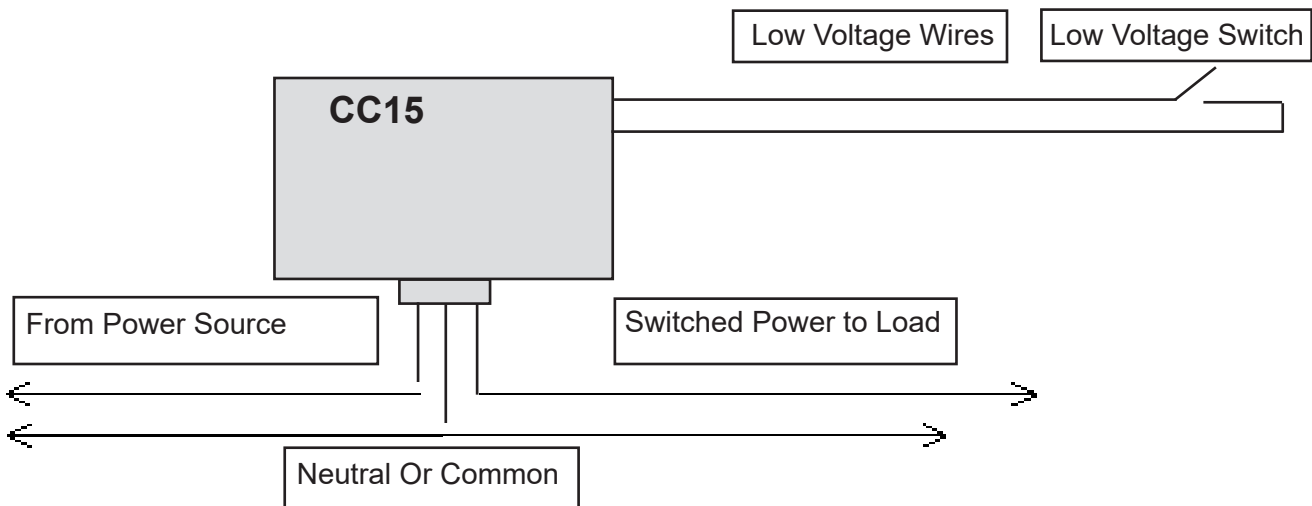 Low Voltage Wires
Low Voltage Switch
CC15
From Power Source
Switched Power to Load
Neutral Or Common